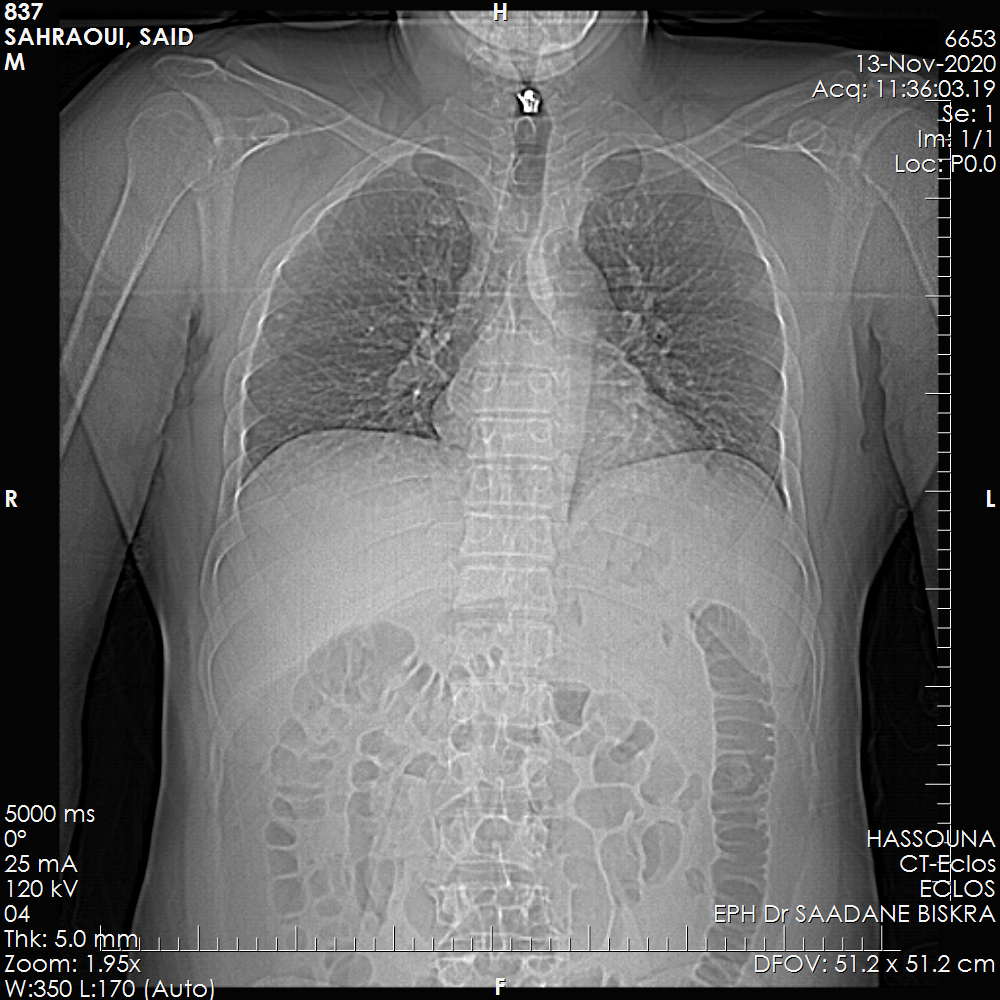 837
SAHRAOUI, SAID
M
H
6653
13-Nov-2020
Acq: 11:36:03.19
Se: 1
Im: 1/1
Loc: P0.0
R
L
5000 ms
0°
25 mA
120 kV
04
Thk: 5.0 mm
Zoom: 1.95x
W:350 L:170 (Auto)
F
HASSOUNA
CT-Eclos
ECLOS
EPH Dr SAADANE BISKRA
DFOV: 51.2 x 51.2 cm